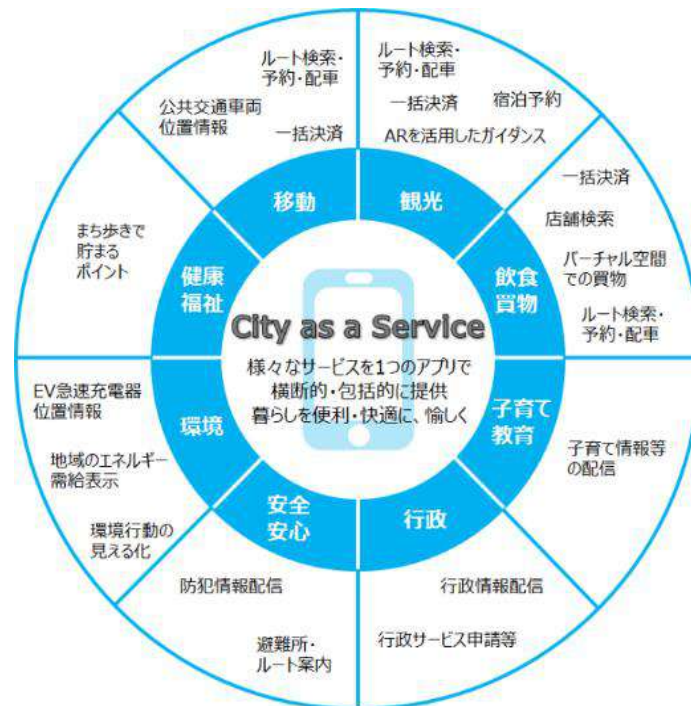 City as a Service
様々なサービスを1つのアプリで
横断的・包括的に提供
暮らしを便利・快適に、愉しく
移動
ルート検索・
予約・配車
公共交通車両
位置情報
一括決済
観光
ルート検索・
予約・配車
一括決済
宿泊予約
ARを活用したガイダンス
飲食
買物
一括決済
店舗検索
バーチャル空間
での買物
ルート検索・
予約・配車
子育て
教育
子育て情報等
の配信
行政
行政情報配信
行政サービス申請等
安全
安心
防犯情報配信
避難所・
ルート案内
環境
EV急速充電器
位置情報
地域のエネルギー
需給表示
環境行動の
見える化
健康
福祉
まち歩きで
貯まる
ポイント